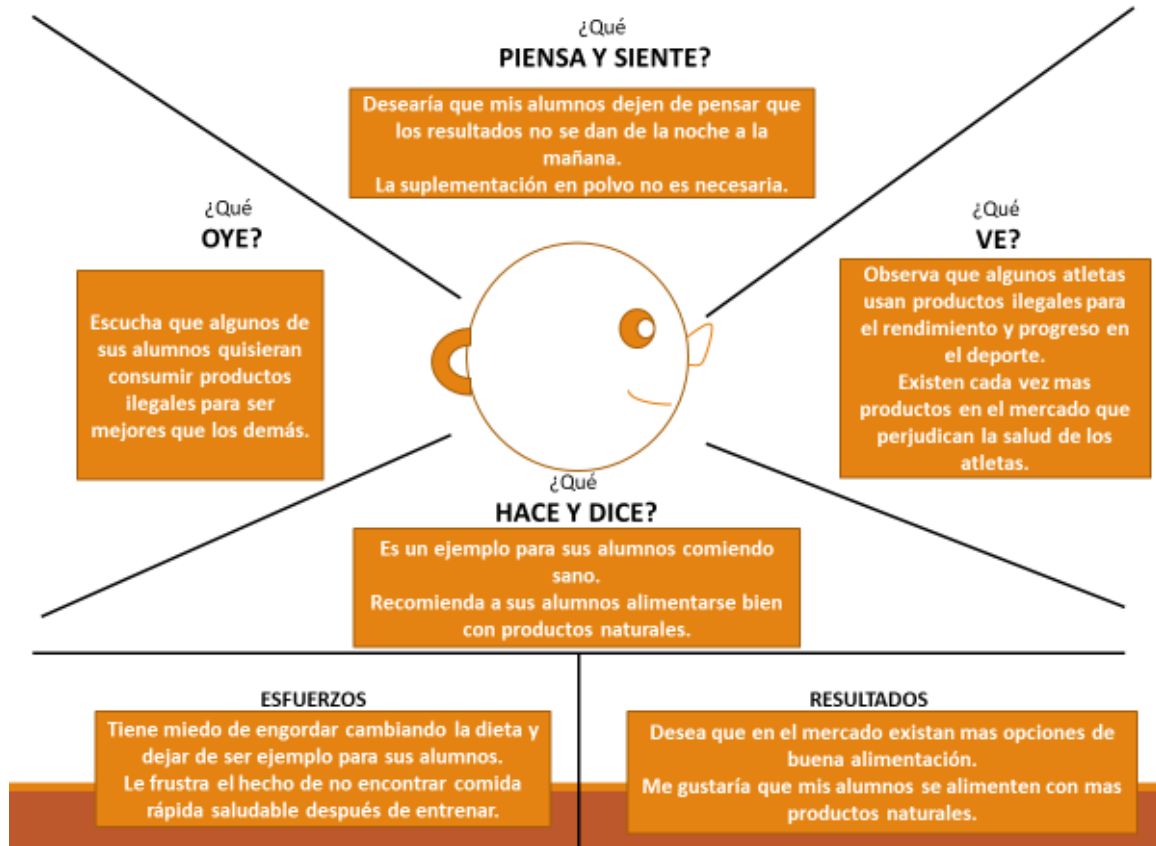 ¿Qué
PIENSA Y SIENTE?
Desearía que mis alumnos dejen de pensar que
los resultados no se dan de la noche a la
mañana.
La suplementación en polvo no es necesaria.
¿Qué
OYE?
Escucha que algunos de
sus alumnos quisieran
consumir productos
ilegales para ser
mejores que los demás.
¿Qué
VE?
Observa que algunos atletas
usan productos ilegales para
el rendimiento y progreso en
el deporte.
Existen cada vez mas
productos en el mercado que
perjudican la salud de los
atletas.
¿Qué
HACE Y DICE?
Es un ejemplo para sus alumnos comiendo
sano.
Recomienda a sus alumnos alimentarse bien
con productos naturales.
ESFUERZOS
Tiene miedo de engordar cambiando la dieta y
dejar de ser ejemplo para sus alumnos.
Le frustra el hecho de no encontrar comida
rápida saludable después de entrenar.
RESULTADOS
Desea que en el mercado existan mas opciones de
buena alimentación.
Me gustaría que mis alumnos se alimenten con mas
productos naturales.